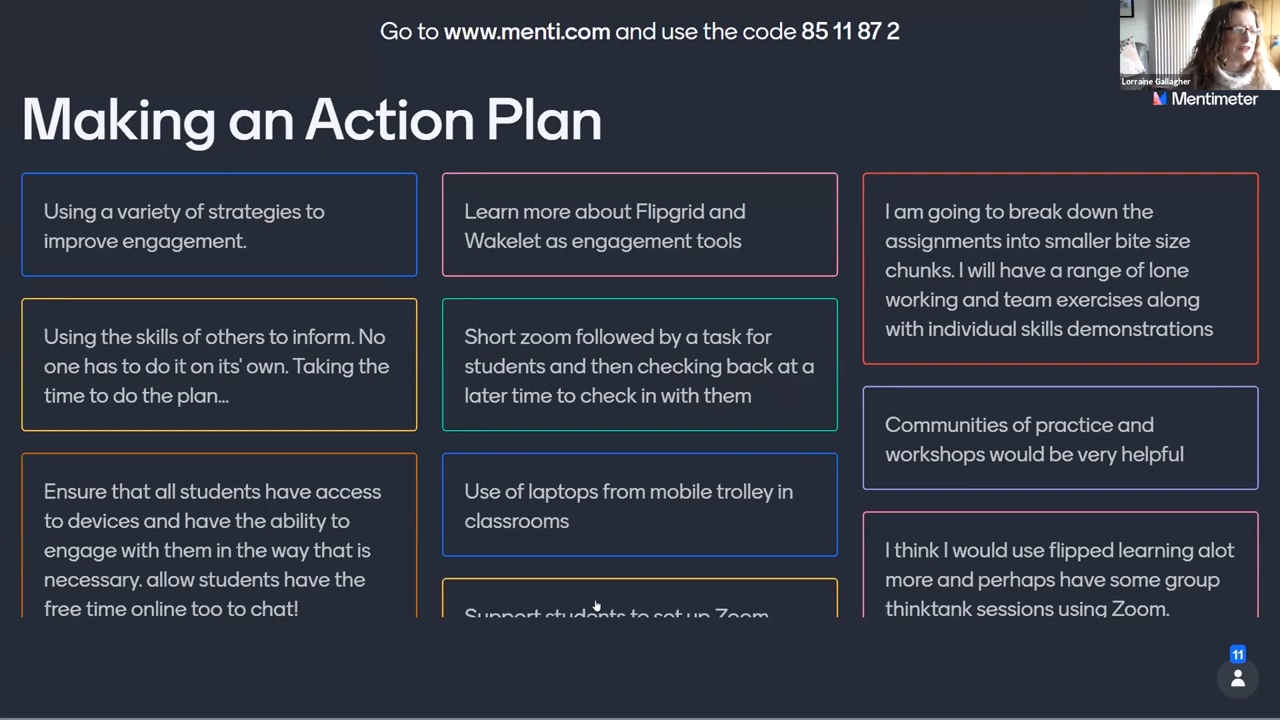 Go to www.menti.com and use the code 85 11 87 2
Lorraine Gallagher
Mentimeter
Making an Action Plan
Using a variety of strategies to
improve engagement.
Using the skills of others to inform. No
one has to do it on its' own. Taking the
time to do the plan...
Ensure that all students have access
to devices and have the ability to
engage with them in the way that is
necessary. allow students have the
free time online too to chat!
Learn more about Flipgrid and
Wakelet as engagement tools
Short zoom followed by a task for
students and then checking back at a
later time to check in with them
Use of laptops from mobile trolley in
classrooms
Support students to set up Zoom
I am going to break down the
assignments into smaller bite size
chunks. I will have a range of lone
working and team exercises along
with individual skills demonstrations
Communities of practice and
workshops would be very helpful
I think I would use flipped learning alot
more and perhaps have some group
thinktank sessions using Zoom.
11